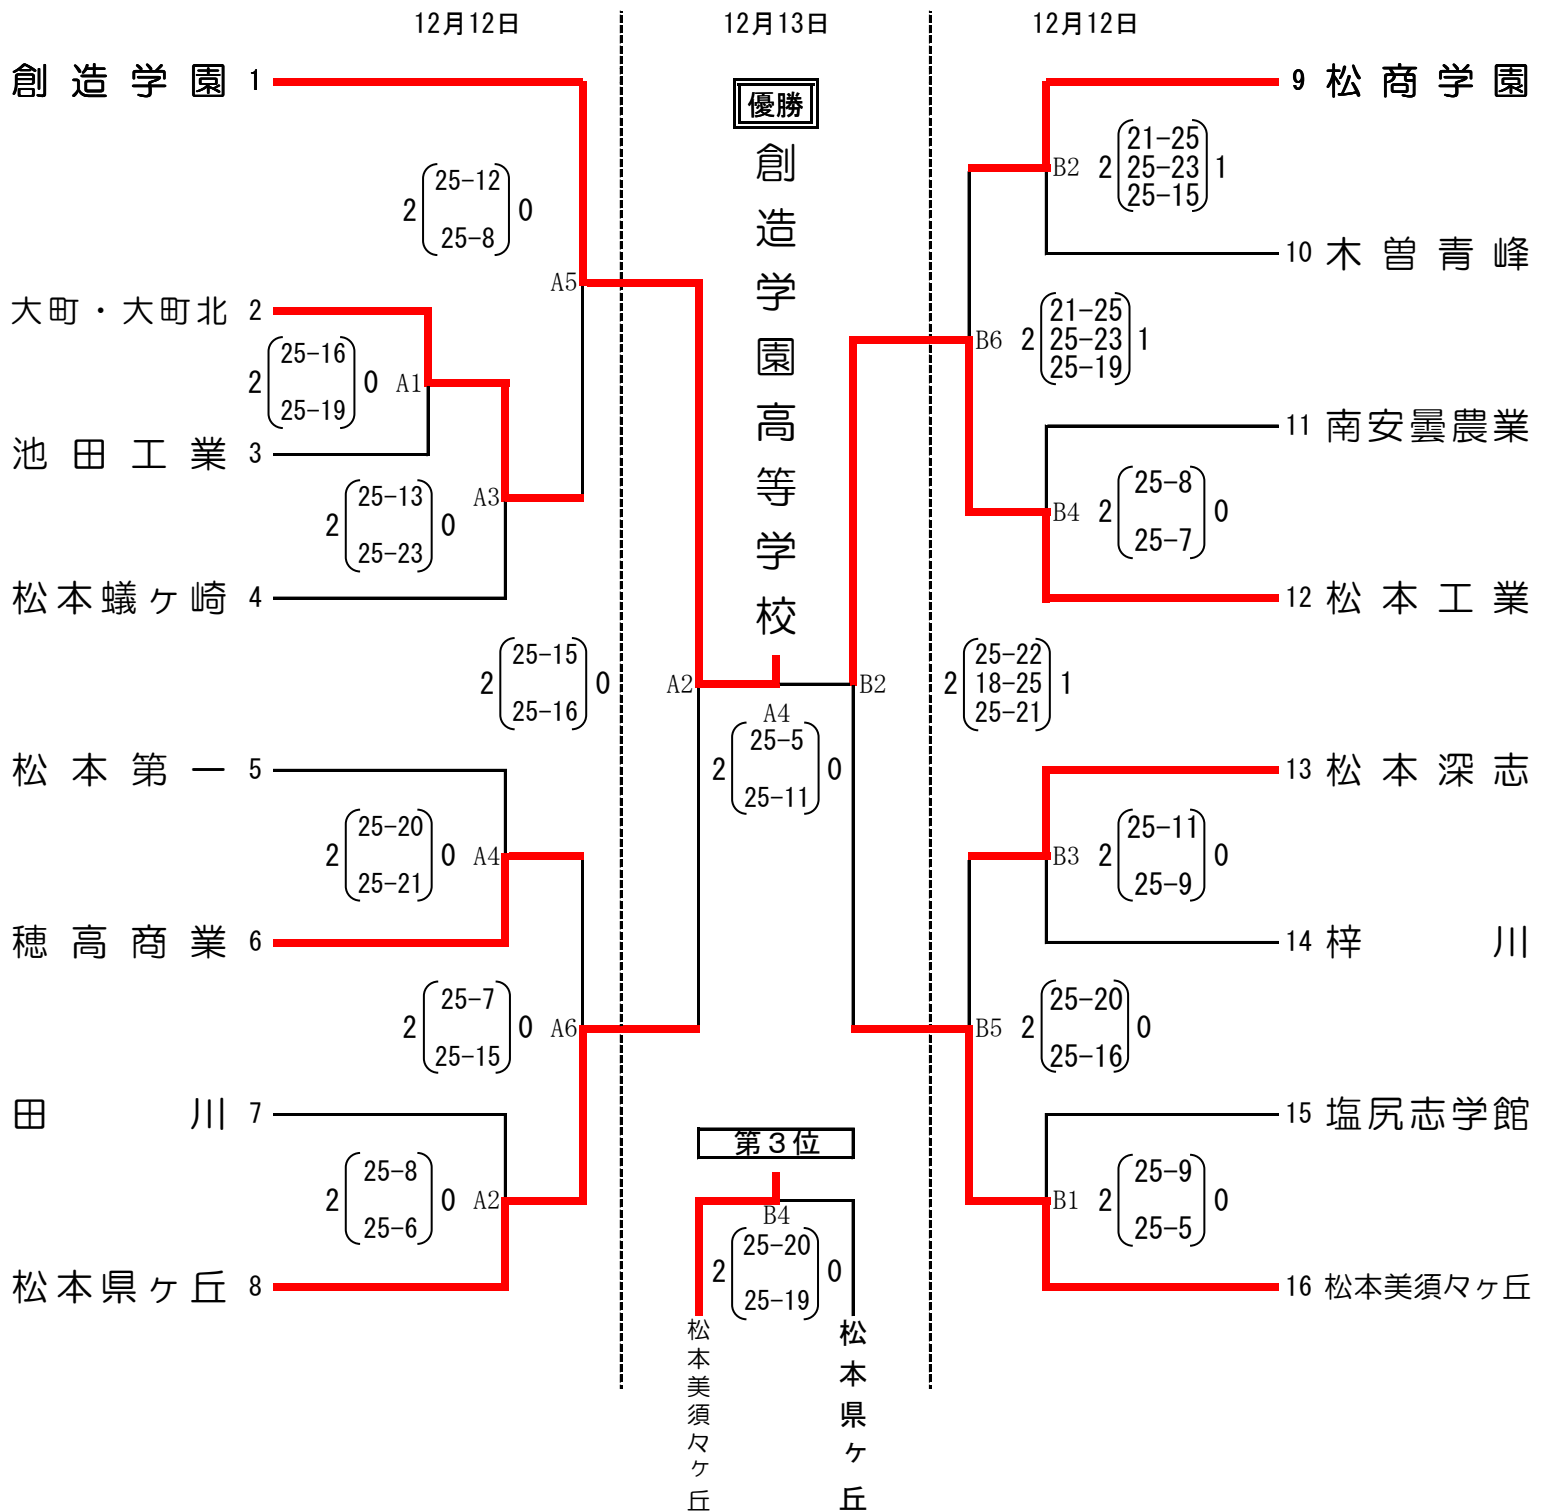 12月12日
12月13日
12月12日
優勝
創造学園高等学校
創造学園 1
2 25-12 25-8 0
A5
大町・大町北 2
2 25-16 25-19 0 A1
池田工業 3
2 25-13 25-23 0 A3
松本蟻ヶ崎 4
2 25-15 25-16 0 A2
松本第一 5
2 25-20 25-21 0 A4
穂高商業 6
2 25-7 25-15 0 A6
田川 7
2 25-8 25-6 0 A2
松本県ヶ丘 8
A4
2 25-5 25-11 0
第3位
B4
2 25-20 25-19 0
松本美須々ヶ丘
松本県ヶ丘
9 松商学園
B2 2 21-25 25-23 25-15 1
10 木曽青峰
B6 2 21-25 25-23 25-19 1
11 南安曇農業
B4 2 25-8 25-7 0
12 松本工業
B2 2 25-22 18-25 25-21 1
13 松本深志
B3 2 25-11 25-9 0
14 梓川
B5 2 25-20 25-16 0
15 塩尻志学館
B1 2 25-9 25-5 0
16 松本美須々ヶ丘